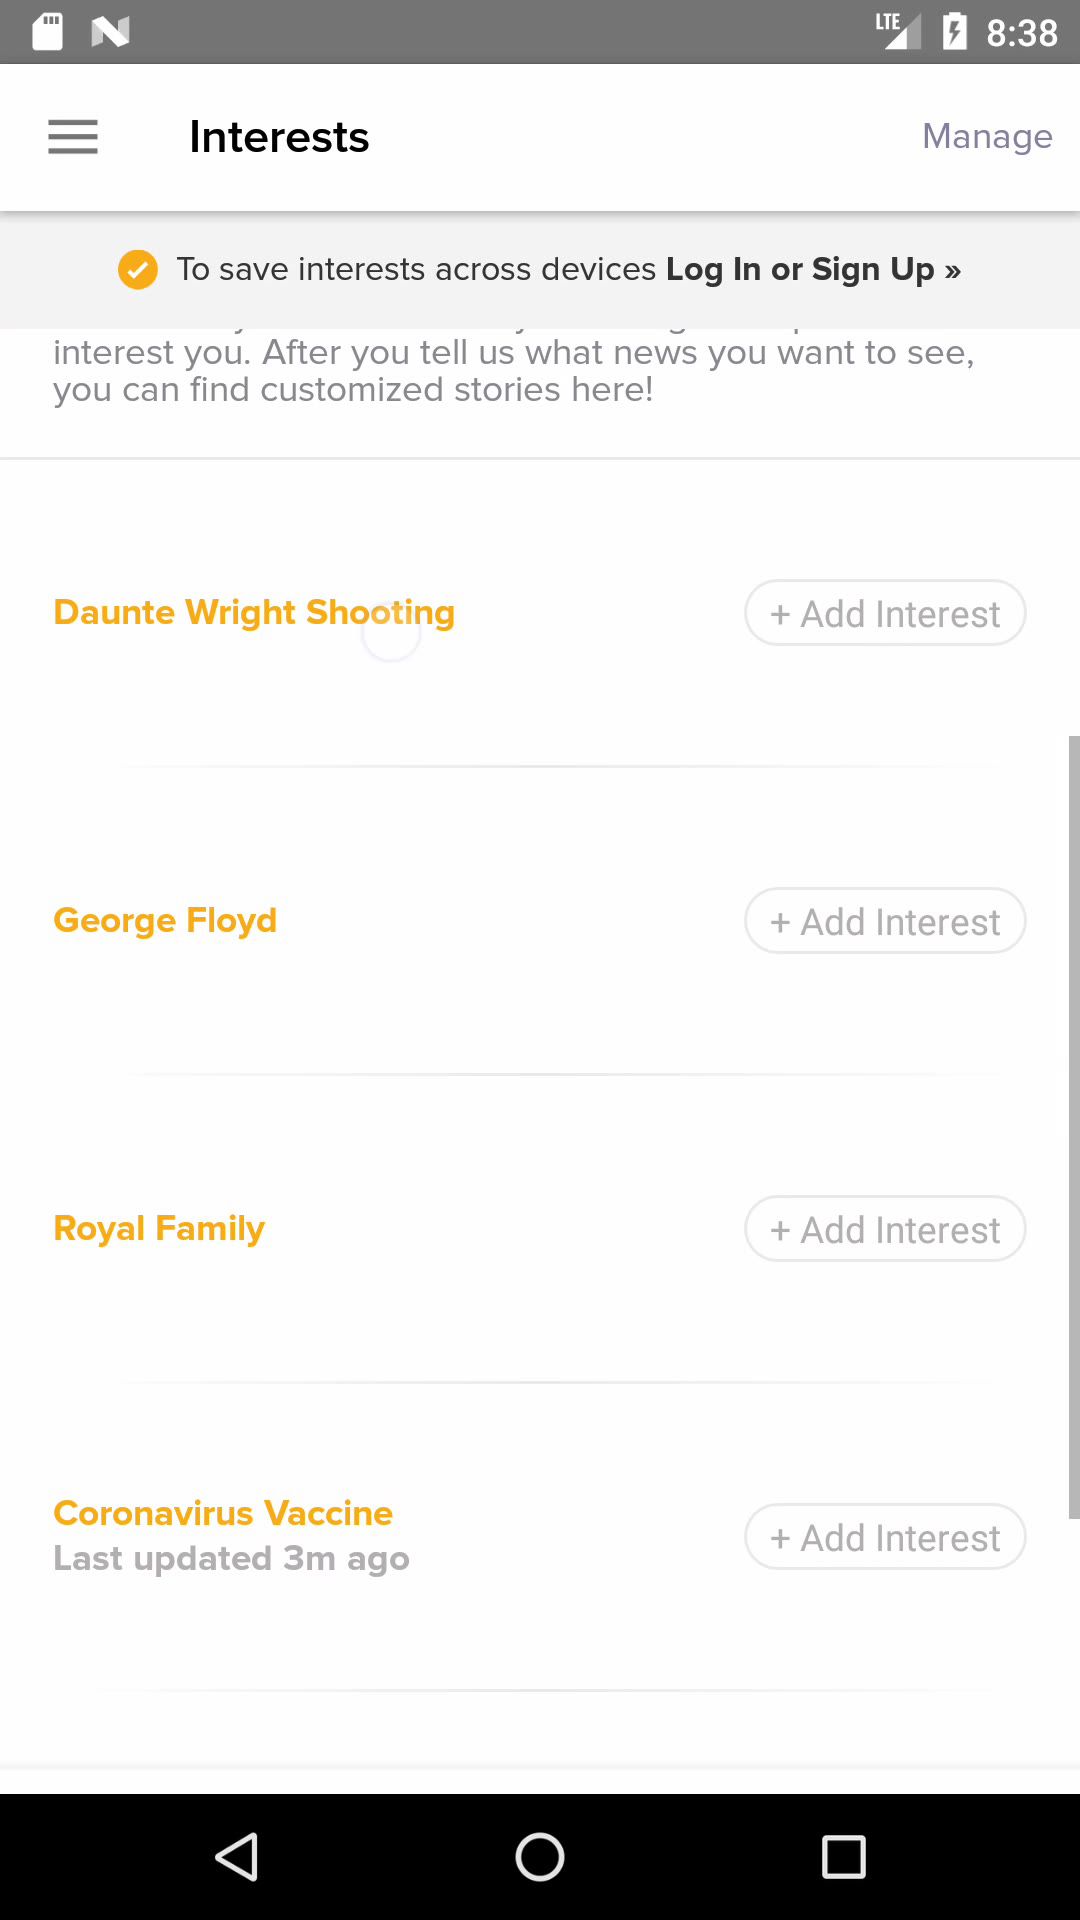 LTE 8:38
Interests
Manage
To save interests across devices Log In or Sign Up »
interest you. After you tell us what news you want to see,
you can find customized stories here!
Daunte Wright Shooting
+ Add Interest
George Floyd
+ Add Interest
Royal Family
+ Add Interest
Coronavirus Vaccine
Last updated 3m ago
+ Add Interest